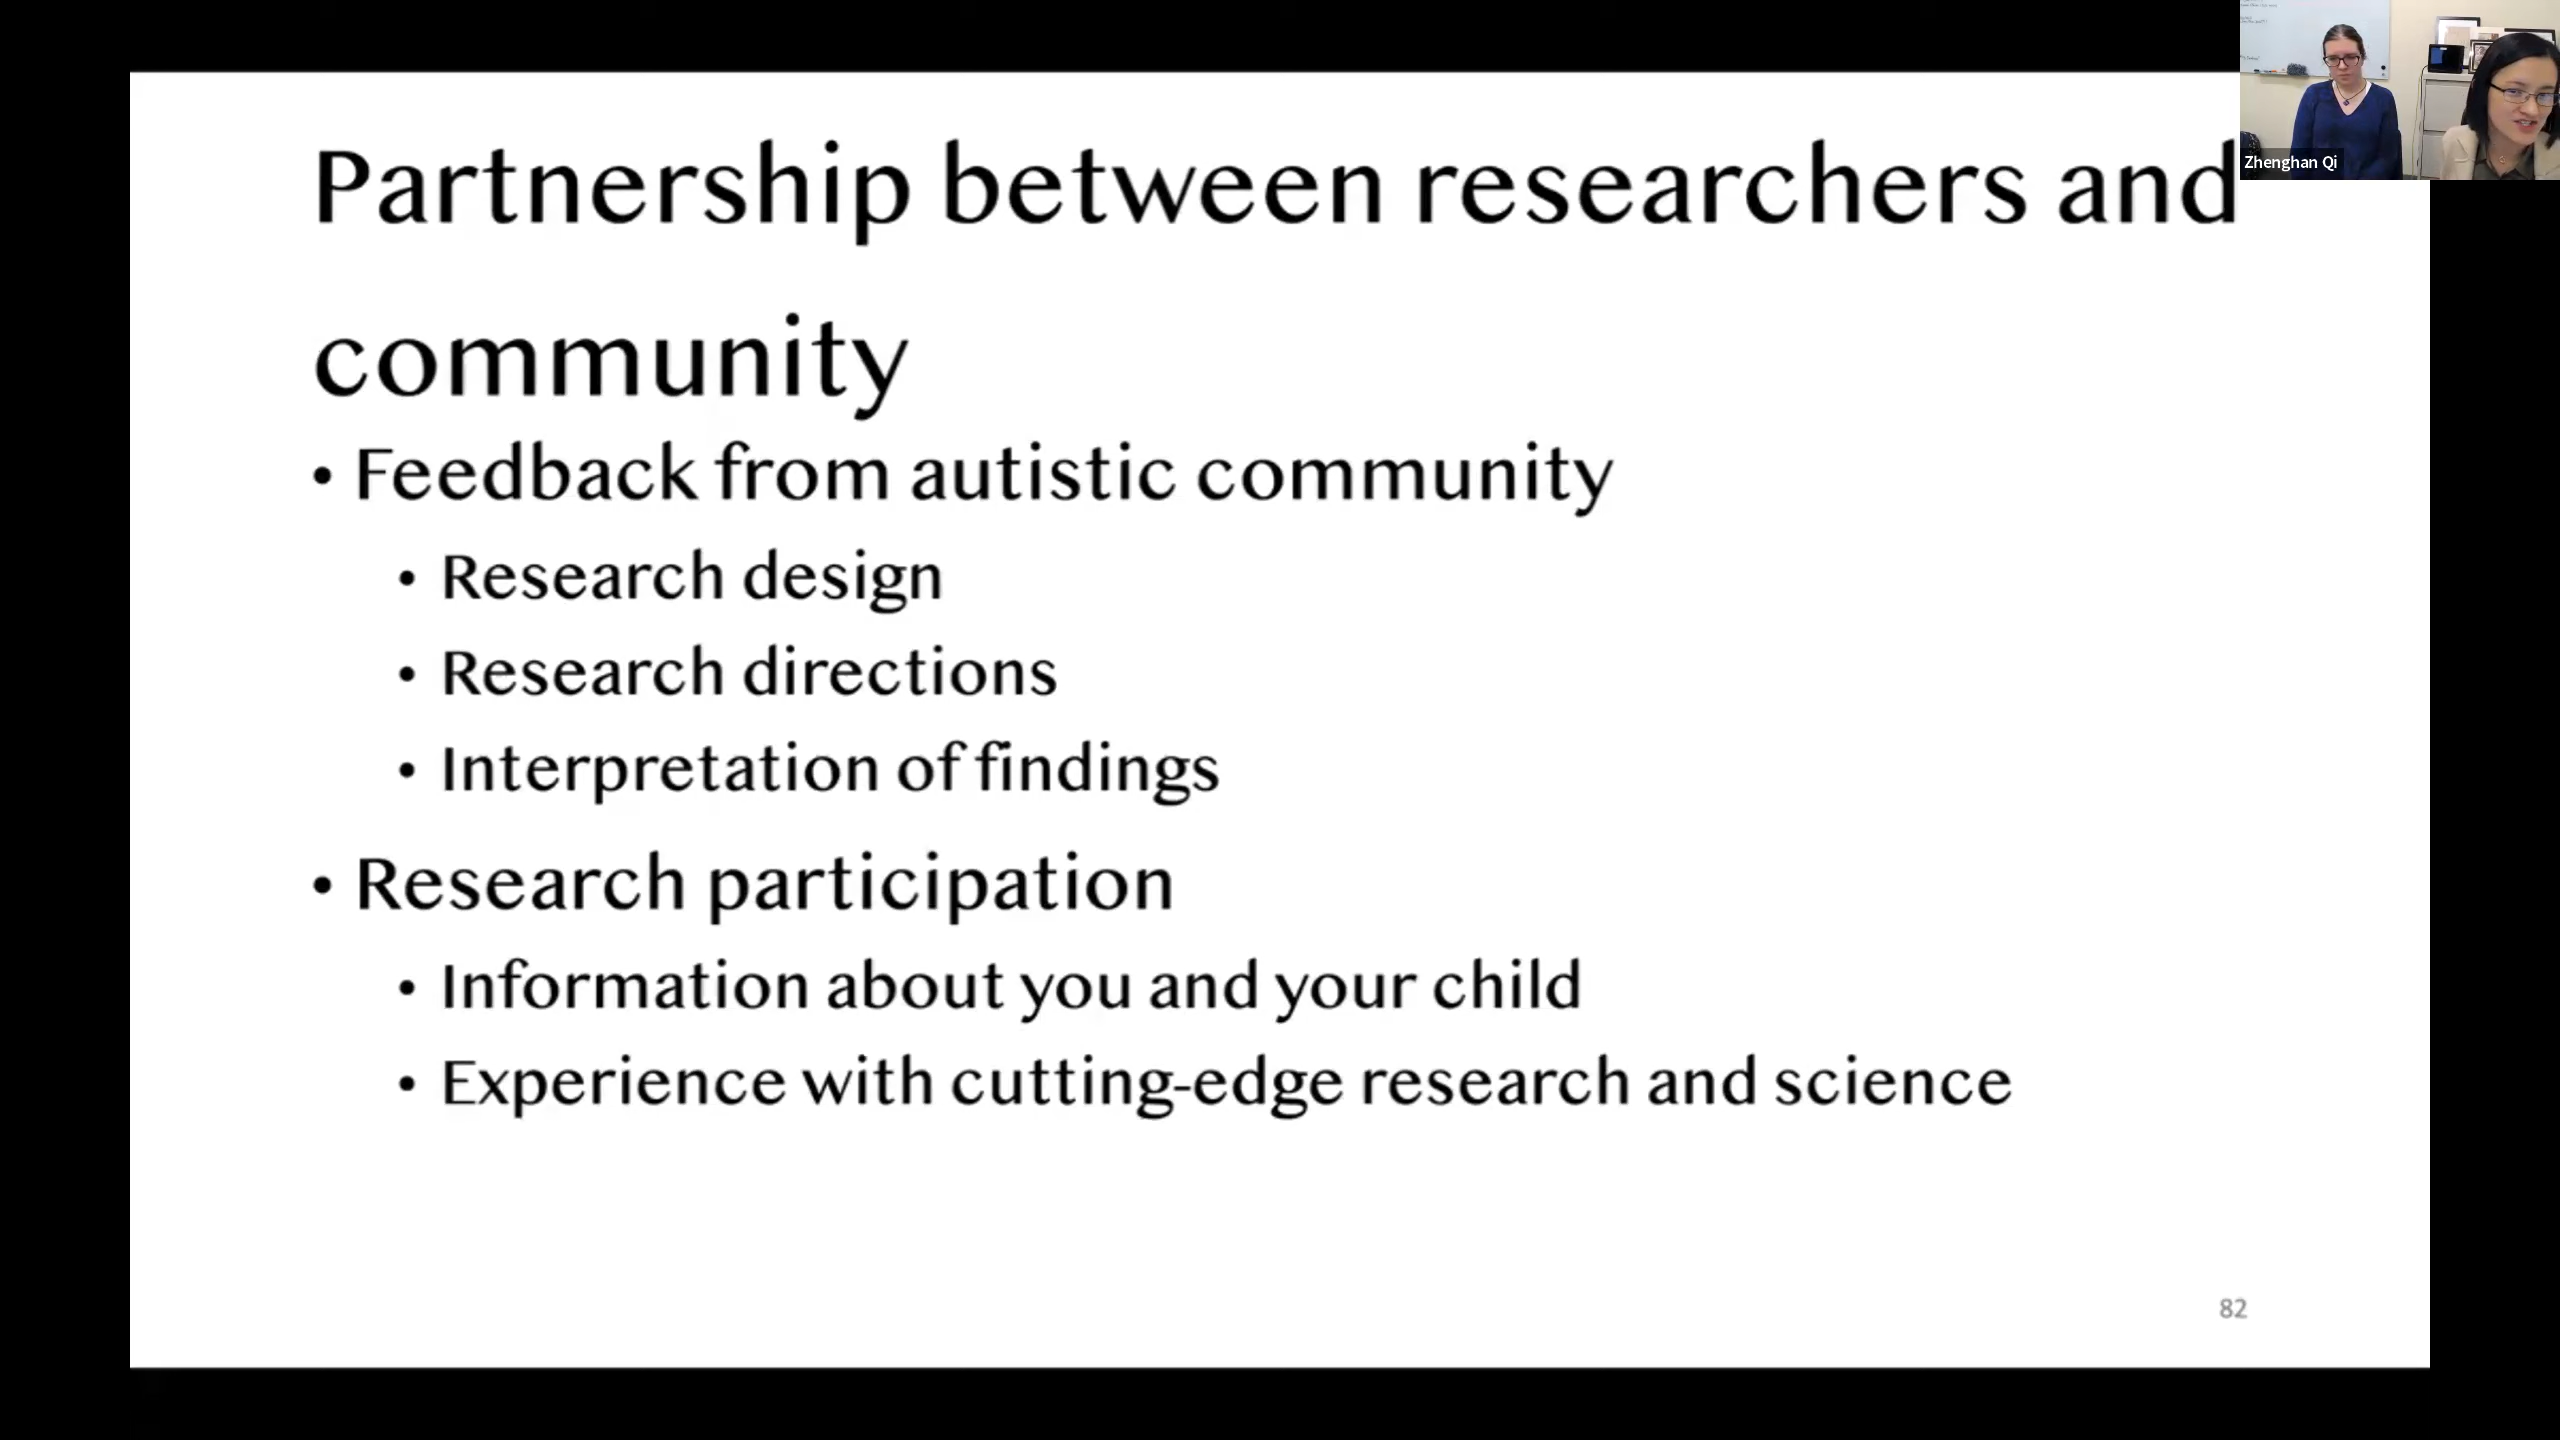 Partnership between researchers and
community
• Feedback from autistic community
• Research design
• Research directions
• Interpretation of findings
• Research participation
• Information about you and your child
• Experience with cutting-edge research and science
82
Zhenghan Qi